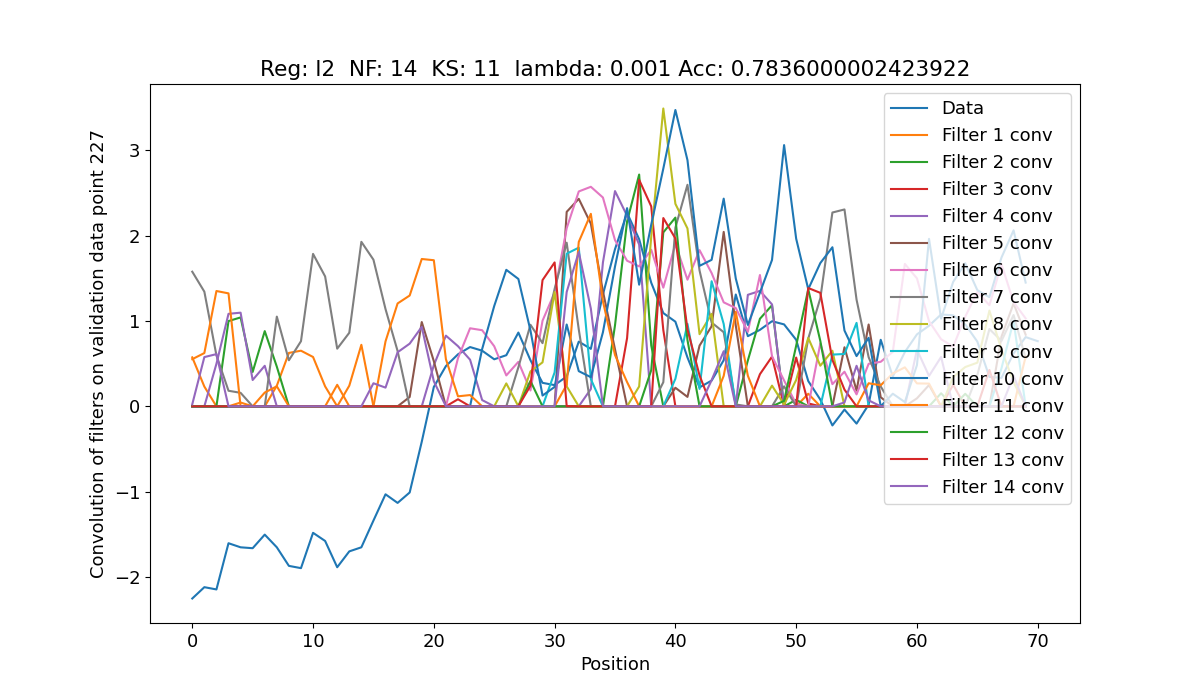 Reg: l2  NF: 14  KS: 11  lambda: 0.001 Acc: 0.7836000002423922
Convolution of filters on validation data point 227
3
2
1
0
−1
−2
0 10 20 30 40 50 60 70
Position
Data
Filter 1 conv
Filter 2 conv
Filter 3 conv
Filter 4 conv
Filter 5 conv
Filter 6 conv
Filter 7 conv
Filter 8 conv
Filter 9 conv
Filter 10 conv
Filter 11 conv
Filter 12 conv
Filter 13 conv
Filter 14 conv